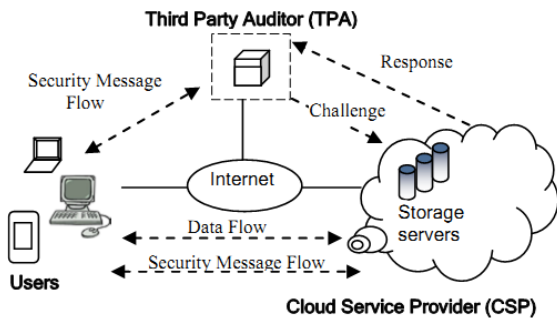 Third Party Auditor (TPA)
Security Message
Flow
Response
Challenge
Internet
Storage
servers
Data Flow
Security Message Flow
Users
Cloud Service Provider (CSP)